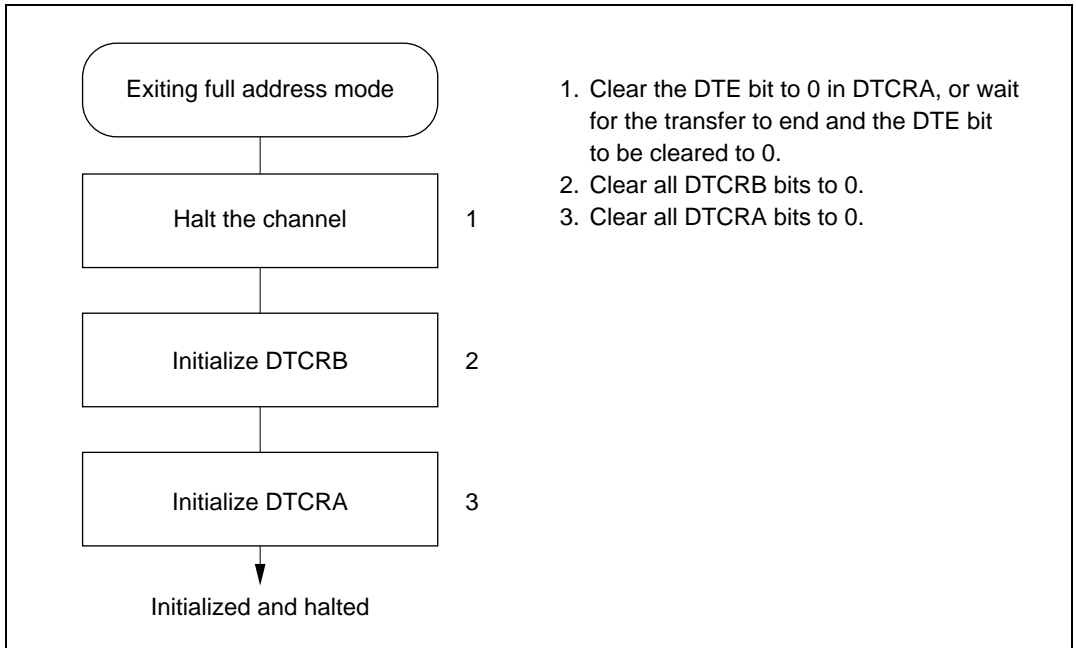 Exiting full address mode
Halt the channel
1
Initialize DTCRB
2
Initialize DTCRA
3
Initialized and halted
1. Clear the DTE bit to 0 in DTCRA, or wait
for the transfer to end and the DTE bit
to be cleared to 0.
2. Clear all DTCRB bits to 0.
3. Clear all DTCRA bits to 0.